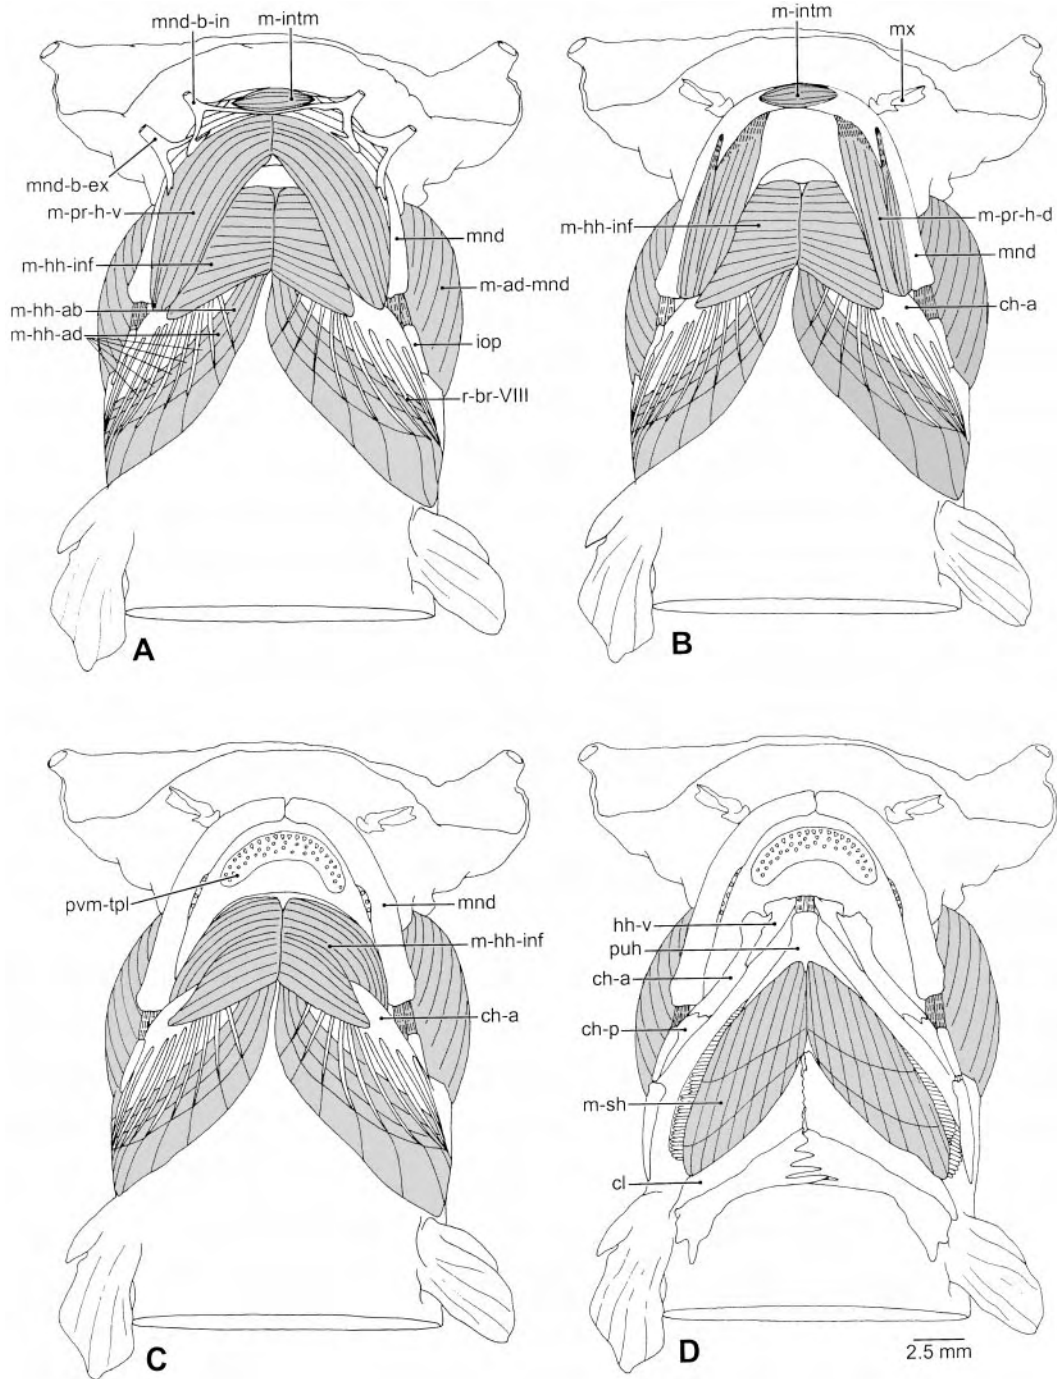 mnd-b-in
m-intm
mnd-b-ex
m-pr-h-v
m-hh-inf
m-hh-ab
m-hh-ad
mnd
m-ad-mnd
iop
r-br-VIII
A
m-intm
mx
m-hh-inf
m-pr-h-d
mnd
ch-a
B
pvm-tpl
mnd
m-hh-inf
ch-a
C
hh-v
puh
ch-a
ch-p
m-sh
cl
D
2.5 mm